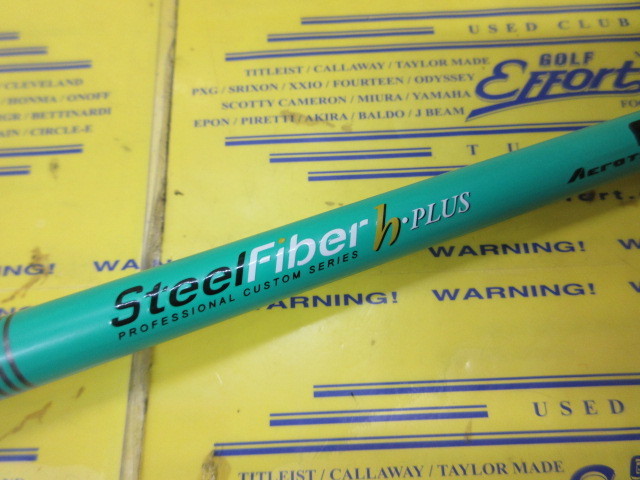 USED CLUB
TITLEIST / CALLAWAY / TAYLOR MADE
PXG / SRIXON / XXIO / FOURTEEN / ODYSSEY
SCOTTY CAMERON / MIURA / YAMAHA
EPON / PIRETTI / AKIRA / BALDO / J BEAM
GOLF
Effort
CLEVELAND
/ HONMA / ONOFF
/ BETTINARDI
/ CIRCLE-E
T U
SteelFiber h·PLUS
PROFESSIONAL CUSTOM SERIES
WARNING!
WARNING!
WARNING!
WARNING!
WARNING!
WARNING!
USED
TITLEIST / CALLAWAY / TAYLOR MADE